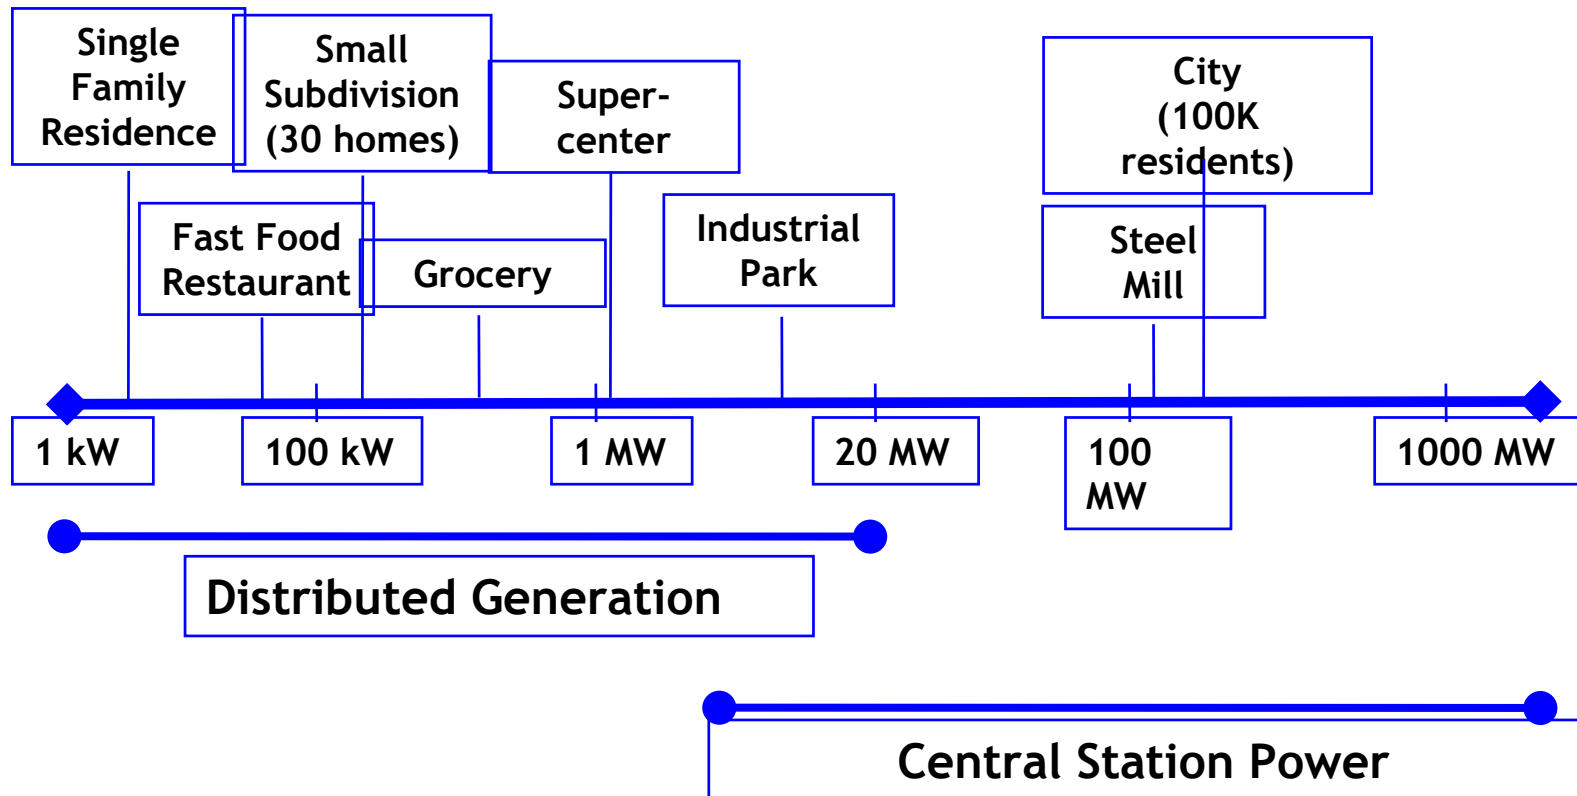 Single
Family
Residence
Small
Subdivision
(30 homes)
Super-
center
City
(100K
residents)
Fast Food
Restaurant
Grocery
Industrial
Park
Steel
Mill
1 kW
100 kW
1 MW
20 MW
100
MW
1000 MW
Distributed Generation
Central Station Power